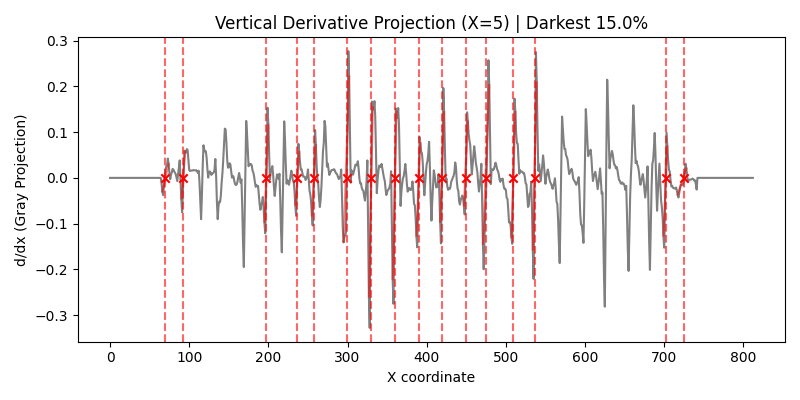 Vertical Derivative Projection (X=5) | Darkest 15.0%
d/dx (Gray Projection)
0.3
0.2
0.1
0.0
−0.1
−0.2
−0.3
0 100 200 300 400 500 600 700 800
X coordinate